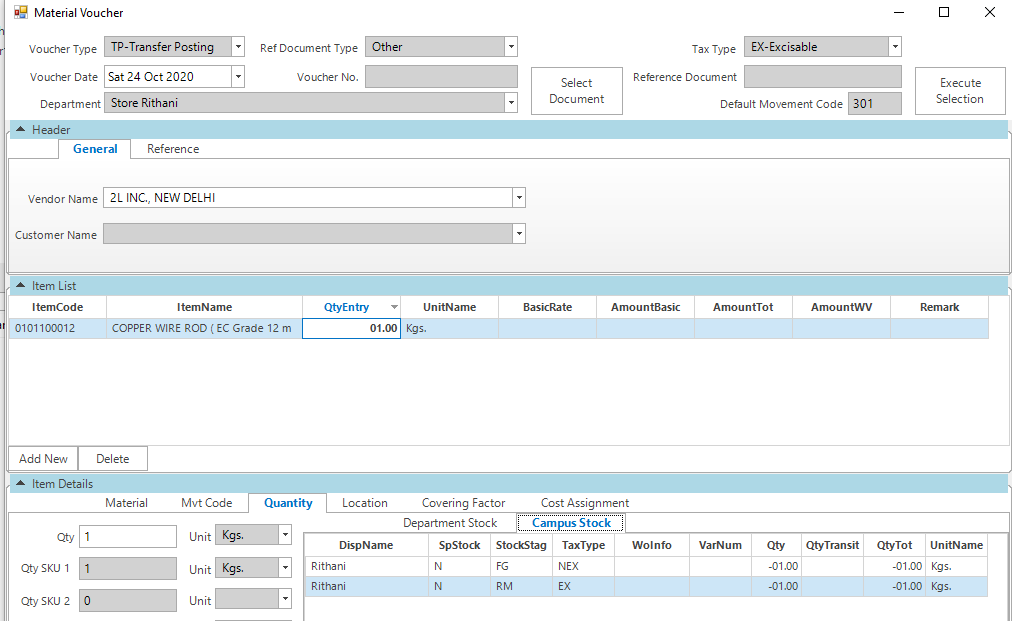 Material Voucher
Voucher Type TP-Transfer Posting Ref Document Type Other Tax Type EX-Excisable
Voucher Date Sat 24 Oct 2020 Voucher No. Select Document Reference Document Execute Selection
Department Store Rithani Default Movement Code 301
Header
General Reference
Vendor Name 2L INC., NEW DELHI
Customer Name
Item List
ItemCode ItemName QtyEntry UnitName BasicRate AmountBasic AmountTot AmountWV Remark
0101100012 COPPER WIRE ROD ( EC Grade 12 m 01.00 Kgs.
Add New Delete
Item Details
Material Mvt Code Quantity Location Covering Factor Cost Assignment
Department Stock Campus Stock
Qty 1 Unit Kgs.
Qty SKU 1 1 Unit Kgs.
Qty SKU 2 0 Unit
DispName SpStock StockStag TaxType WoInfo VarNum Qty QtyTransit QtyTot UnitName
Rithani N FG NEX -01.00 -01.00 Kgs.
Rithani N RM EX -01.00 -01.00 Kgs.